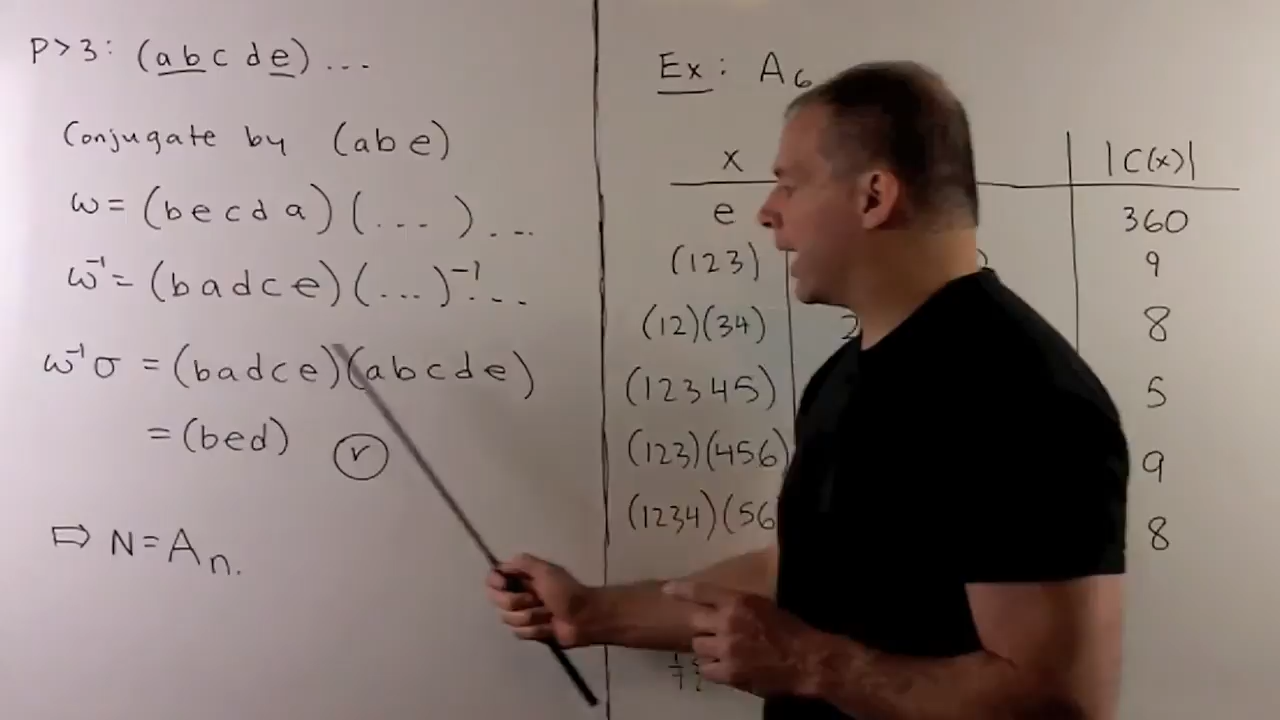 P>3: (abcde)...
Conjugate by (abe)
ω = (becda)(...)...
ω⁻¹ = (badce)(...)⁻¹...
ω⁻¹σ = (badce)(abcde)
= (bed) (r)
⇨ N = Aₙ.
Ex: A₆
x |C(x)|
e 360
(123) ) 9
(12)(34) 2 8
(12345) 5
(123)(456) 9
(1234)(56 8